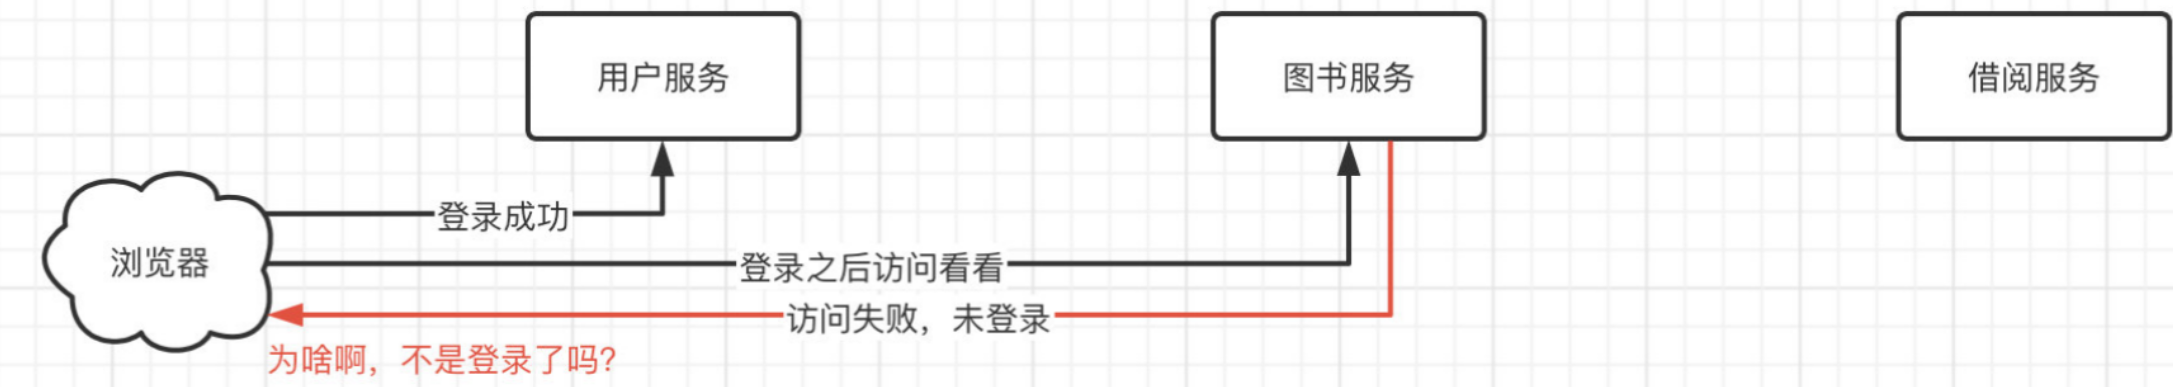 用户服务
图书服务
借阅服务
登录成功
浏览器
登录之后访问看看
访问失败，未登录
为啥啊，不是登录了吗？